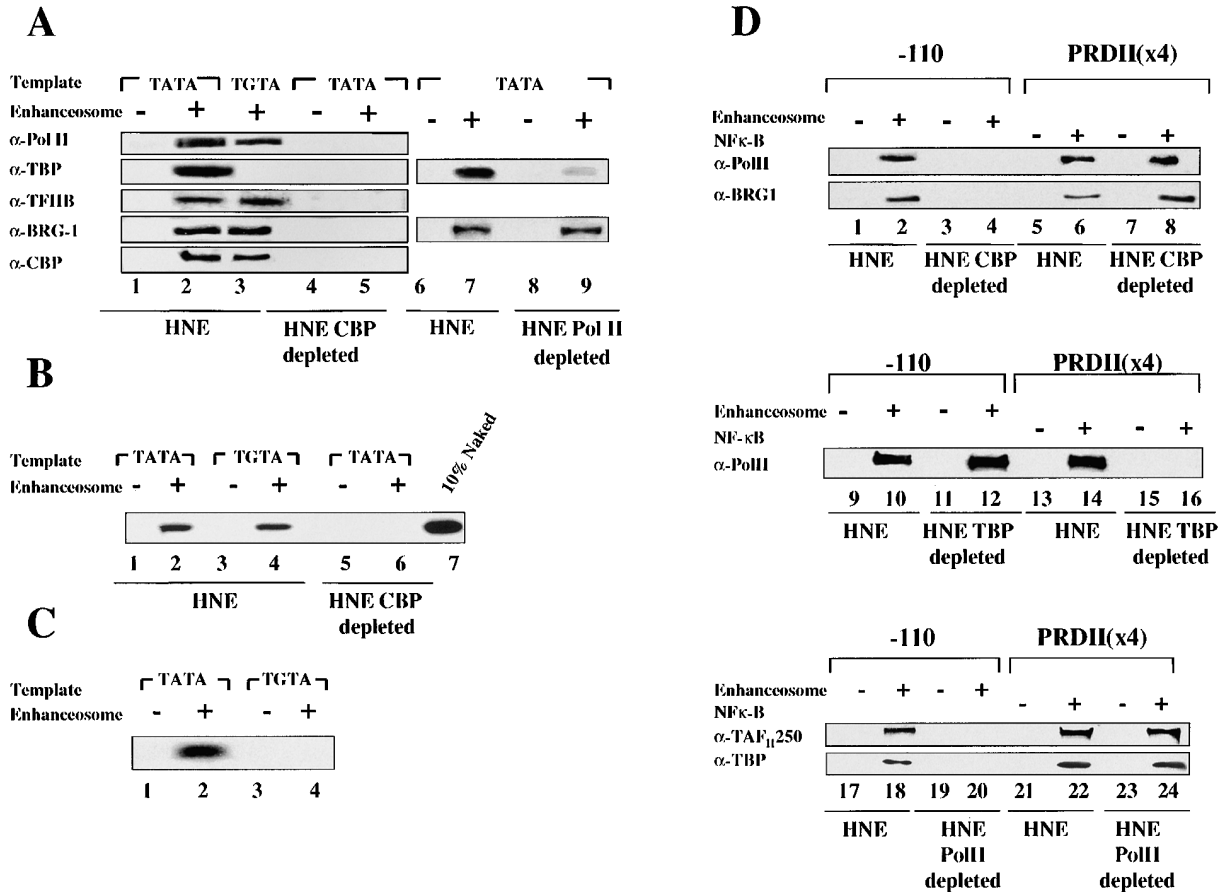 A
Template TATA TGTA TATA TATA
Enhanceosome - + + - + - + - +
α-Pol II
α-TBP
α-TFIIB
α-BRG-1
α-CBP
1 2 3 4 5 6 7 8 9
HNE HNE CBP depleted HNE HNE Pol II depleted
B
Template TATA TGTA TATA 10% Naked
Enhanceosome - + - + - +
1 2 3 4 5 6 7
HNE HNE CBP depleted
C
Template TATA TGTA
Enhanceosome - + - +
1 2 3 4
D
-110 PRDII(x4)
Enhanceosome - + - +
NFκ-B - + - +
α-PolII
α-BRG1
1 2 3 4 5 6 7 8
HNE HNE CBP depleted HNE HNE CBP depleted
-110 PRDII(x4)
Enhanceosome - + - +
NF-κB - + - +
α-PolII
9 10 11 12 13 14 15 16
HNE HNE TBP depleted HNE HNE TBP depleted
-110 PRDII(x4)
Enhanceosome - + - +
NFκ-B - + - +
α-TAFII250
α-TBP
17 18 19 20 21 22 23 24
HNE HNE PolII depleted HNE HNE PolII depleted